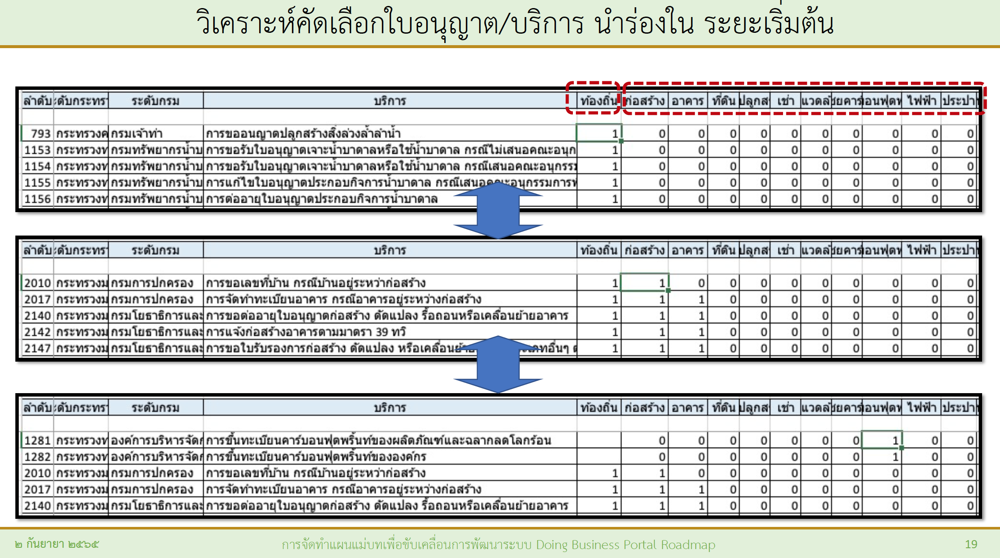 วิเคราะห์คัดเลือกใบอนุญาต/บริการ นำร่องใน ระยะเริ่มต้น
ลำดับ ดับกระทรว ระดับกรม บริการ ท้องถิ่น ก่อสร้าง อาคาร ที่ดิน ปลูกส เช่า แวดล ยคาร อนฟุตพ ไฟฟ้า ประปา
793 กระทรวงค กรมเจ้าท่า การขออนญาตปลูกสร้างสิ่งล่วงล้ำลำน้ำ 1 0 0 0 0 0 0 0 0 0 0
1153 กระทรวงท กรมทรัพยากรน้ำบ การขอรับใบอนุญาตเจาะน้ำบาดาลหรือใช้น้ำบาดาล กรณีไม่เสนอคณะอนุก 1 0 0 0 0 0 0 0 0 0 0
1154 กระทรวงท กรมทรัพยากรน้ำบ การขอรับใบอนุญาตเจาะน้ำบาดาลหรือใช้น้ำบาดาล กรณีเสนอคณะอนุกรรม 1 0 0 0 0 0 0 0 0 0 0
1155 กระทรวงท กรมทรัพยากรน้ำบ การแก้ไขใบอนุญาตประกอบกิจการน้ำบาดาล กรณีเสนอคณะอนุกรรมการพ 1 0 0 0 0 0 0 0 0 0 0
1156 กระทรวงท กรมทรัพยากรน้ำบ การต่ออายุใบอนุญาตประกอบกิจการน้ำบาดาล 1 0 0 0 0 0 0 0 0 0 0
ลำดับ ดับกระทรว ระดับกรม บริการ ท้องถิ่น ก่อสร้าง อาคาร ที่ดิน ปลูกส เช่า แวดล ยคาร อนฟุตพ ไฟฟ้า ประปา
2010 กระทรวงม กรมการปกครอง การขอเลขที่บ้าน กรณีบ้านอยู่ระหว่าก่อสร้าง 1 1 0 0 0 0 0 0 0 0 0
2017 กระทรวงม กรมการปกครอง การจัดทำทะเบียนอาคาร กรณีอาคารอยู่ระหว่างก่อสร้าง 1 1 1 0 0 0 0 0 0 0 0
2140 กระทรวงม กรมโยธาธิการและ การขอต่ออายุใบอนุญาตก่อสร้าง ดัดแปลง รื้อถอนหรือเคลื่อนย้ายอาคาร 1 1 1 0 0 0 0 0 0 0 0
2142 กระทรวงม กรมโยธาธิการและ การแจ้งก่อสร้างอาคารตามมาตรา 39 ทวิ 1 1 1 0 0 0 0 0 0 0 0
2147 กระทรวงม กรมโยธาธิการและ การขอใบรับรองการก่อสร้าง ดัดแปลง หรือเคลื่อนย้าย เภทอื่นๆ ต 1 1 1 0 0 0 0 0 0 0 0
ลำดับ ดับกระทรว ระดับกรม บริการ ท้องถิ่น ก่อสร้าง อาคาร ที่ดิน ปลูกส เช่า แวดล ยคาร อนฟุตพ ไฟฟ้า ประปา
1281 กระทรวงท องค์การบริหารจัดก การขึ้นทะเบียนคาร์บอนฟุตพริ้นท์ของผลิตภัณฑ์และฉลากลดโลกร้อน 0 0 0 0 0 0 0 1 0 0
1282 กระทรวงท องค์การบริหารจัดก การขึ้นทะเบียนคาร์บอนฟุตพริ้นท์ขององค์กร 0 0 0 0 0 0 0 1 0 0
2010 กระทรวงม กรมการปกครอง การขอเลขที่บ้าน กรณีบ้านอยู่ระหว่าก่อสร้าง 1 1 0 0 0 0 0 0 0 0 0
2017 กระทรวงม กรมการปกครอง การจัดทำทะเบียนอาคาร กรณีอาคารอยู่ระหว่างก่อสร้าง 1 1 1 0 0 0 0 0 0 0 0
2140 กระทรวงม กรมโยธาธิการและ การขอต่ออายุใบอนุญาตก่อสร้าง ดัดแปลง รื้อถอนหรือเคลื่อนย้ายอาคาร 1 1 1 0 0 0 0 0 0 0 0
๒ กันยายา ๒๕๖๕ การจัดทำแผนแม่บทเพื่อขับเคลื่อนการพัฒนาระบบ Doing Business Portal Roadmap 19